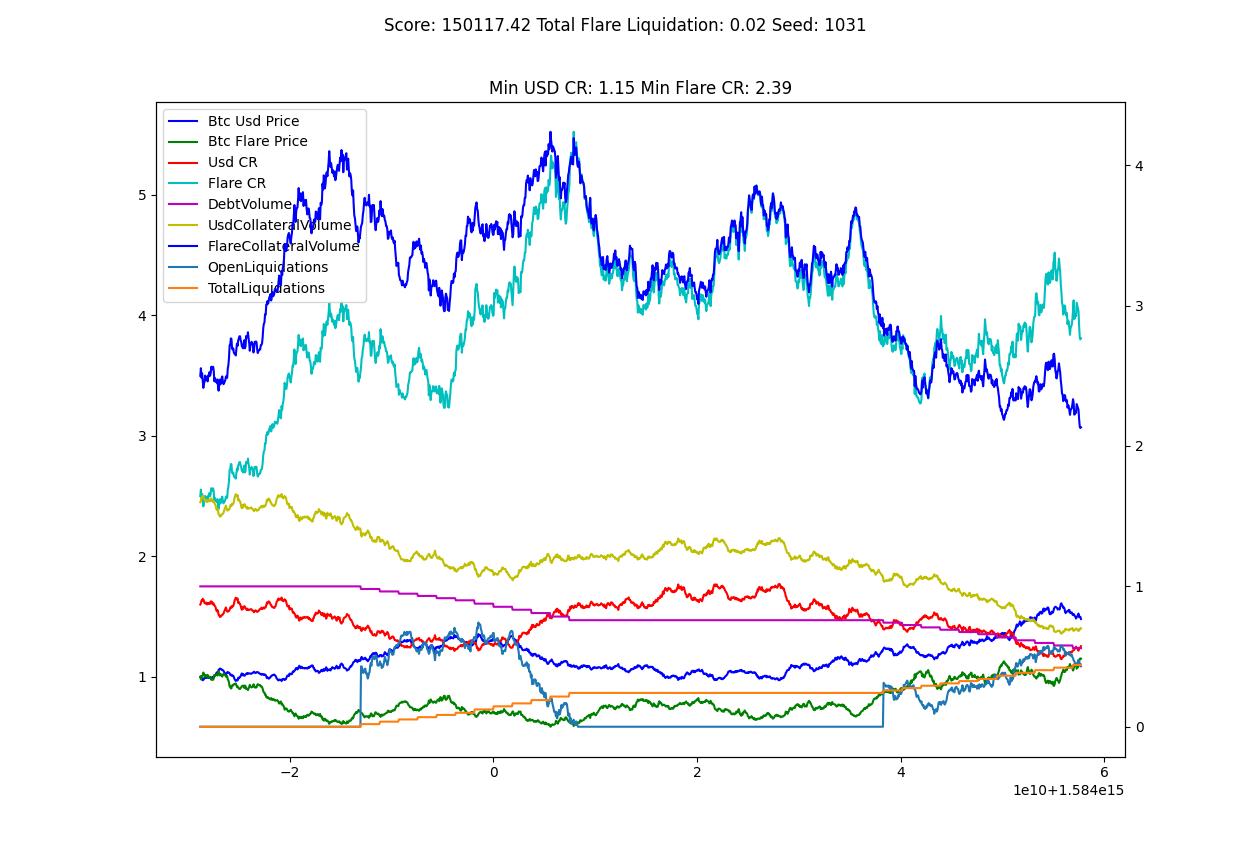 Score: 150117.42 Total Flare Liquidation: 0.02 Seed: 1031
Min USD CR: 1.15 Min Flare CR: 2.39
Btc Usd Price
Btc Flare Price
Usd CR
Flare CR
DebtVolume
UsdCollateralVolume
FlareCollateralVolume
OpenLiquidations
TotalLiquidations
5
4
3
2
1
4
3
2
1
0
−2
0
2
4
6
1e10+1.584e15